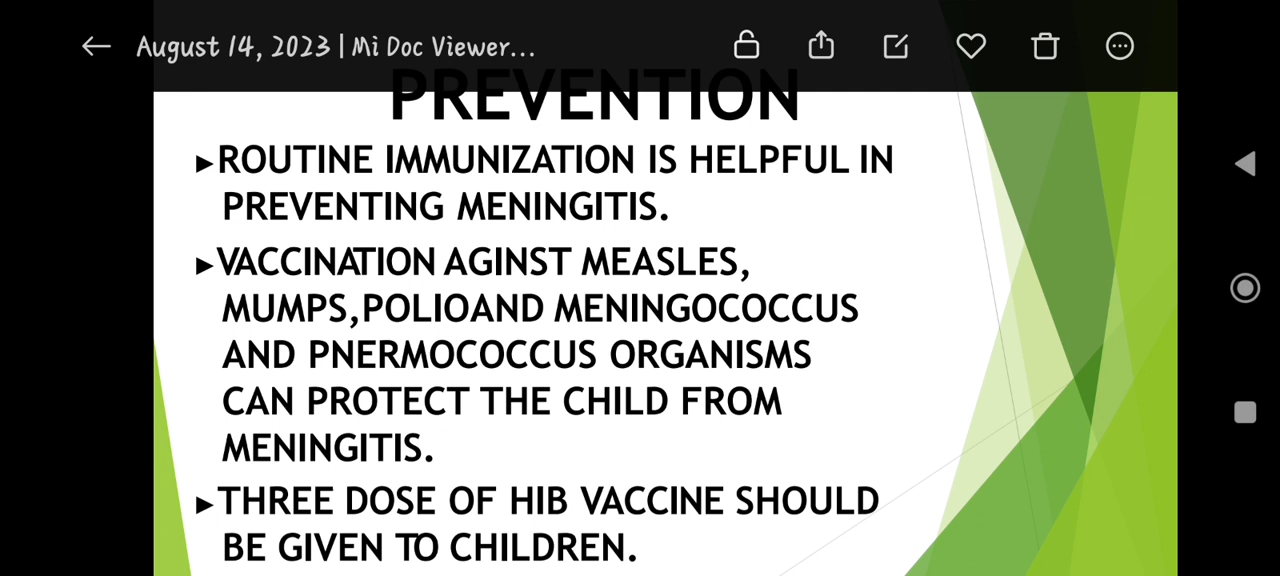 August 14, 2023 | Mi Doc Viewer...
PREVENTION
►ROUTINE IMMUNIZATION IS HELPFUL IN
PREVENTING MENINGITIS.
►VACCINATION AGINST MEASLES,
MUMPS,POLIOAND MENINGOCOCCUS
AND PNERMOCOCCUS ORGANISMS
CAN PROTECT THE CHILD FROM
MENINGITIS.
►THREE DOSE OF HIB VACCINE SHOULD
BE GIVEN TO CHILDREN.